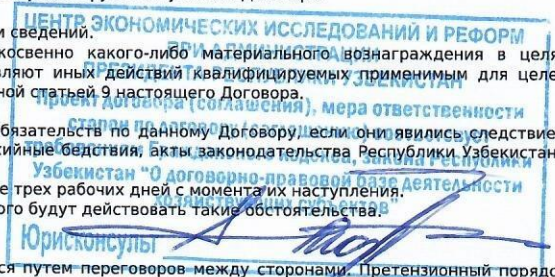 ЦЕНТР ЭКОНОМИЧЕСКИХ ИССЛЕДОВАНИЙ И РЕФОРМ
и сведений.
ПРИ АДМИНИСТРАЦИИ
косвенно какого-либо материального вознаграждения в целя
ПРЕЗИДЕНТА УЗБЕКИСТАН
вляют иных действий квалифицируемых применимым для целе
ной статьей 9 настоящего Договора.
Проект договора (соглашения), мера ответственности
сторон по договору
бязательств по данному Договору, если они явились следствие
хийные бедствия, акты законодательства Республики Узбекистан
Гражданского кодекса, закона Республики
Узбекистан "О договорно-правовой базе деятельности
е трех рабочих дней с момента их наступления.
хозяйствующих субъектов"
ого будут действовать такие обстоятельства.
Юрисконсульт
ся путем переговоров между сторонами. Претензионный порядо